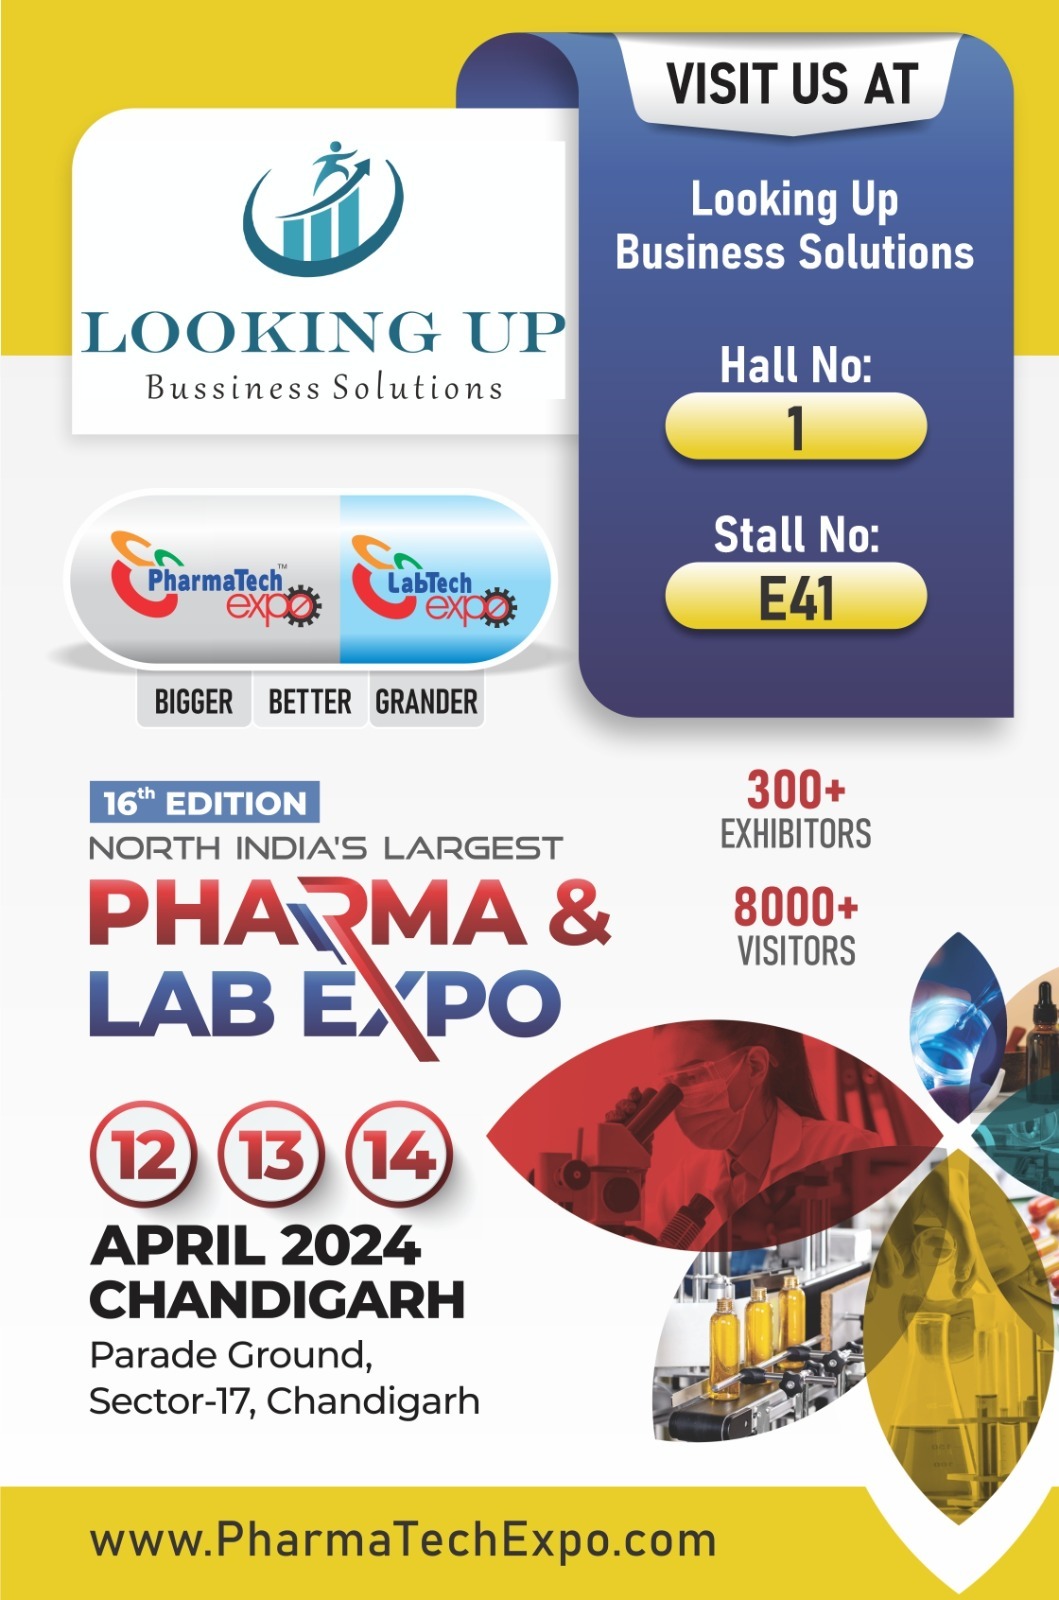 VISIT US AT
Looking Up
Business Solutions
Hall No:
1
Stall No:
E41
LOOKING UP
Bussiness Solutions
PharmaTech™
expo
LabTech
expo
BIGGER BETTER GRANDER
16th EDITION
NORTH INDIA'S LARGEST
PHARMA &
LAB EXPO
300+
EXHIBITORS
8000+
VISITORS
12 13 14
APRIL 2024
CHANDIGARH
Parade Ground,
Sector-17, Chandigarh
www.PharmaTechExpo.com